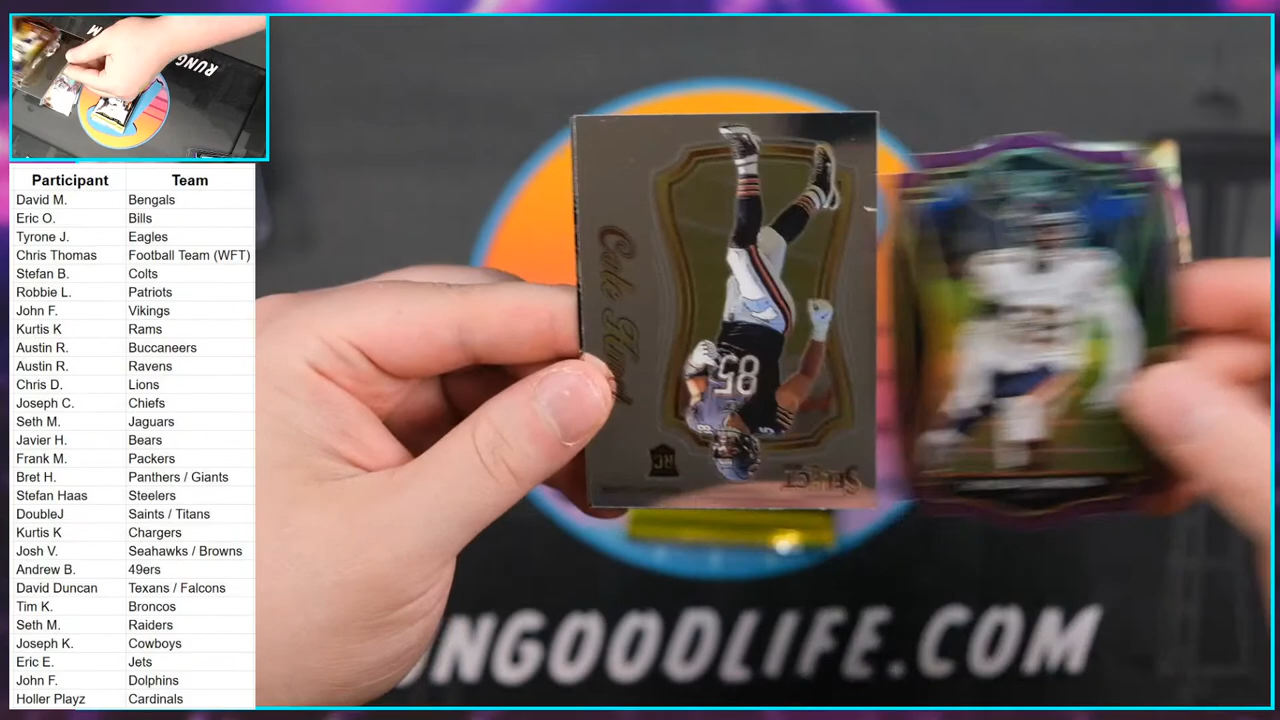 RUNG
M
Participant Team
David M. Bengals
Eric O. Bills
Tyrone J. Eagles
Chris Thomas Football Team (WFT)
Stefan B. Colts
Robbie L. Patriots
John F. Vikings
Kurtis K Rams
Austin R. Buccaneers
Austin R. Ravens
Chris D. Lions
Joseph C. Chiefs
Seth M. Jaguars
Javier H. Bears
Frank M. Packers
Bret H. Panthers / Giants
Stefan Haas Steelers
DoubleJ Saints / Titans
Kurtis K Chargers
Josh V. Seahawks / Browns
Andrew B. 49ers
David Duncan Texans / Falcons
Tim K. Broncos
Seth M. Raiders
Joseph K. Cowboys
Eric E. Jets
John F. Dolphins
Holler Playz Cardinals
Cole
85
RC
Select
NGOODLIFE.COM